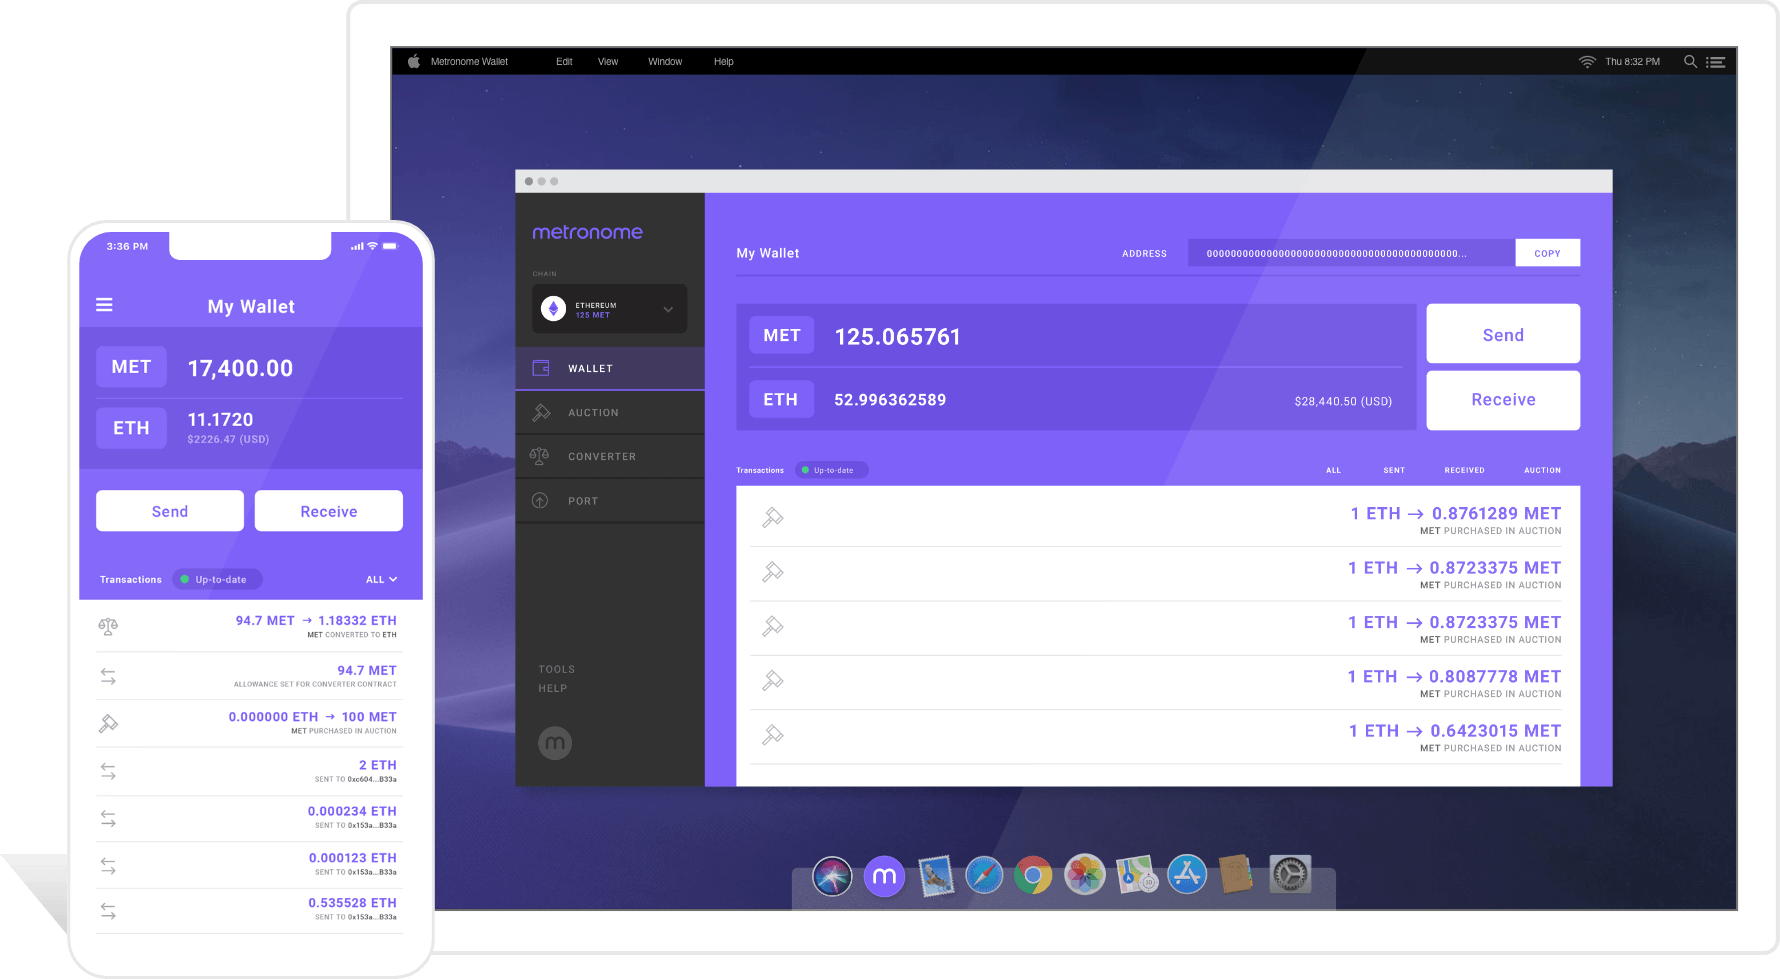 Metronome Wallet Edit View Window Help Thu 8:32 PM
metronome
CHAIN
ETHEREUM
125 MET
WALLET
AUCTION
CONVERTER
PORT
TOOLS
HELP
m
My Wallet ADDRESS COPY
MET 125.065761
ETH 52.996362589 $28,440.50 (USD)
Send
Receive
Transactions Up-to-date ALL SENT RECEIVED AUCTION
1 ETH → 0.8761289 MET
MET PURCHASED IN AUCTION
1 ETH → 0.8723375 MET
MET PURCHASED IN AUCTION
1 ETH → 0.8723375 MET
MET PURCHASED IN AUCTION
1 ETH → 0.8087778 MET
MET PURCHASED IN AUCTION
1 ETH → 0.6423015 MET
MET PURCHASED IN AUCTION
m
3:36 PM
My Wallet
MET 17,400.00
ETH 11.1720
$2226.47 (USD)
Send Receive
Transactions Up-to-date ALL
94.7 MET → 1.18332 ETH
MET CONVERTED TO ETH
94.7 MET
ALLOWANCE SET FOR CONVERTER CONTRACT
0.000000 ETH → 100 MET
MET PURCHASED IN AUCTION
2 ETH
SENT TO 0xc604...B33a
0.000234 ETH
SENT TO 0x153a...B33a
0.000123 ETH
SENT TO 0x153a...B33a
0.535528 ETH
SENT TO 0x153a...B33a